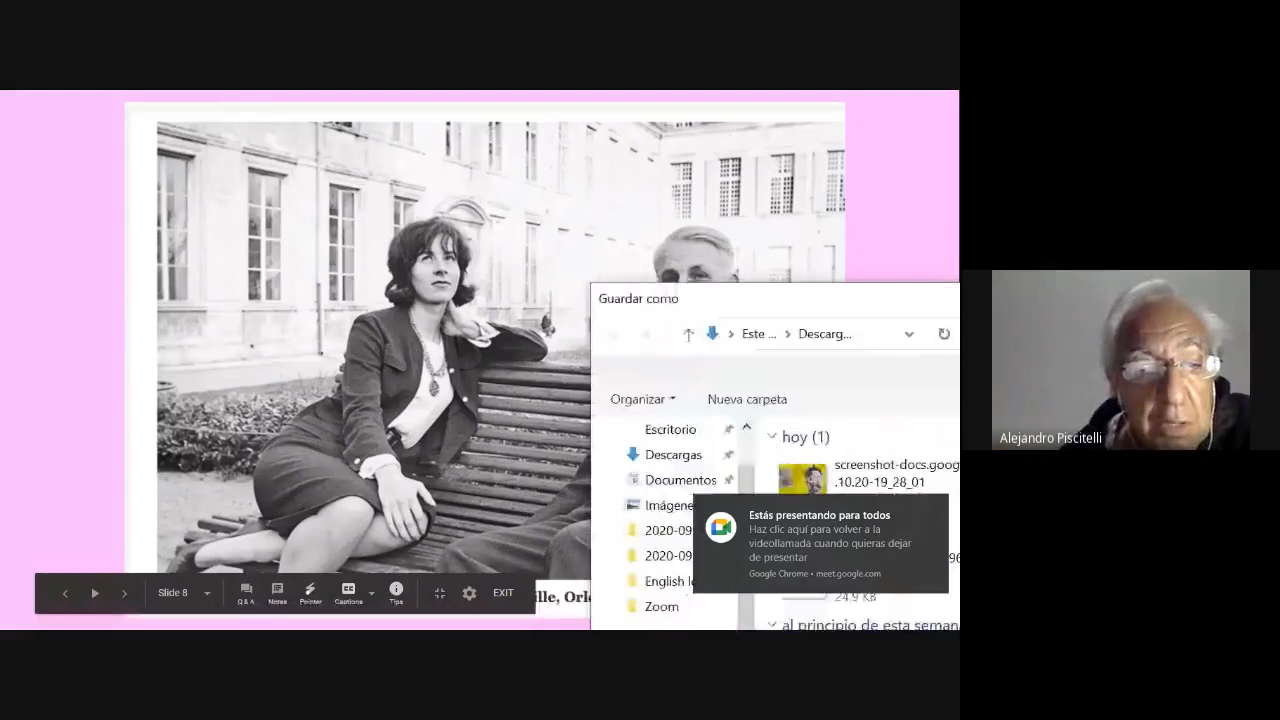 Guardar como
Este ... > Descarg...
Organizar
Nueva carpeta
Escritorio
Descargas
Documentos
Imágene
2020-09
2020-09
English l
Zoom
hoy (1)
screenshot-docs.goog
.10.20-19_28_01
Estás presentando para todos
Haz clic aquí para volver a la
videollamada cuando quieras dejar
de presentar
Google Chrome • meet.google.com
24.9 KB
al principio de esta seman
Slide 8
Q & A
Notes
Pointer
Captions
Tips
EXIT
ille, Orl
Alejandro Piscitelli